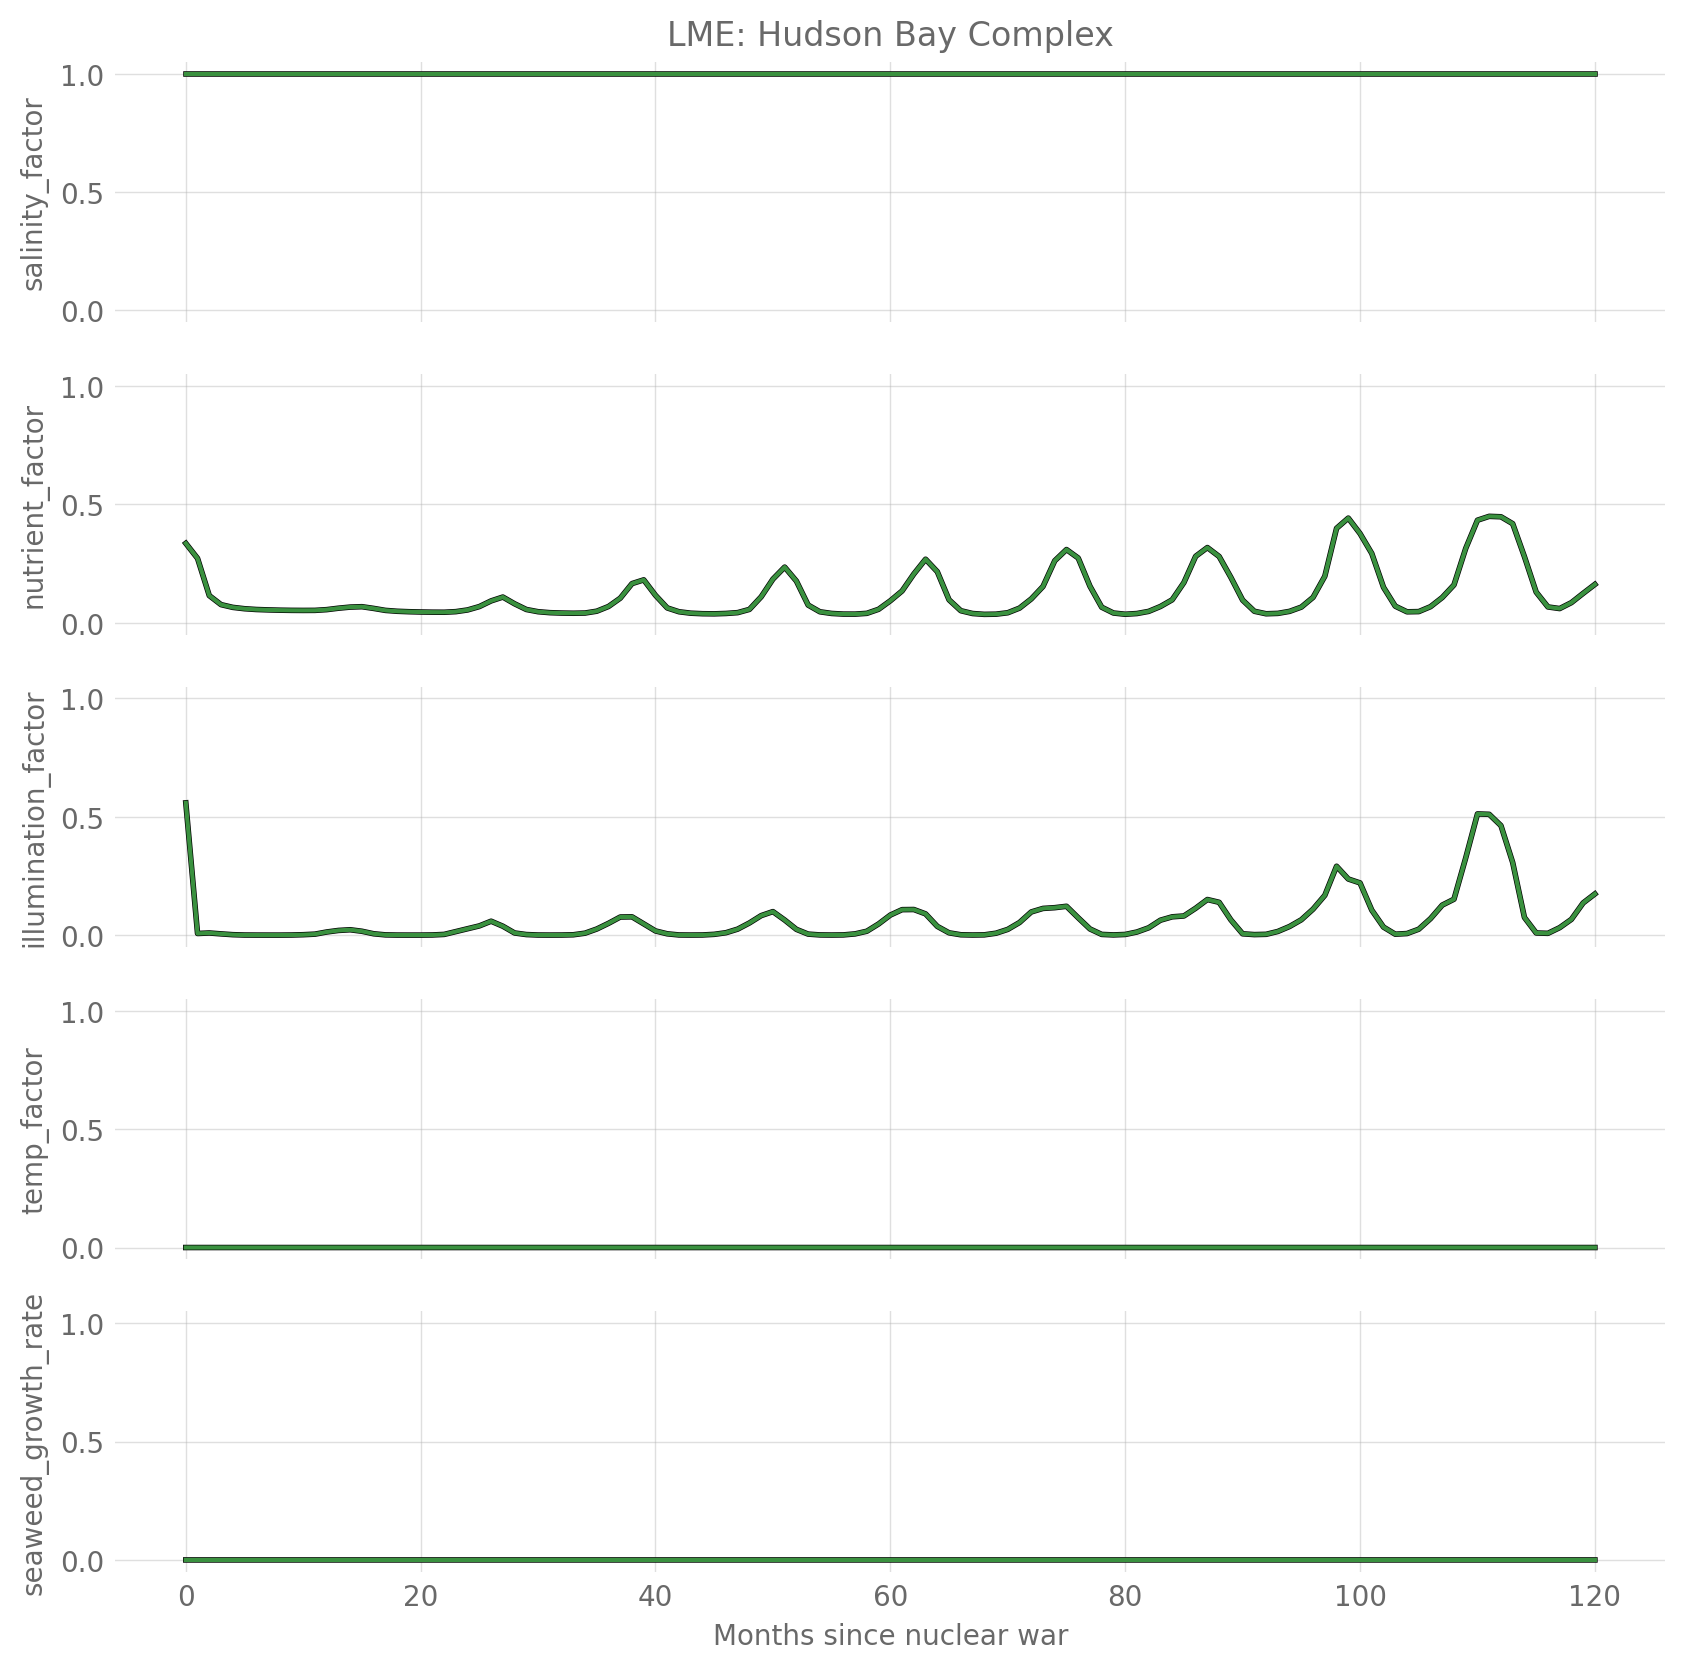 LME: Hudson Bay Complex
salinity_factor
1.0
0.5
0.0
nutrient_factor
1.0
0.5
0.0
illumination_factor
1.0
0.5
0.0
temp_factor
1.0
0.5
0.0
seaweed_growth_rate
1.0
0.5
0.0
0 20 40 60 80 100 120
Months since nuclear war